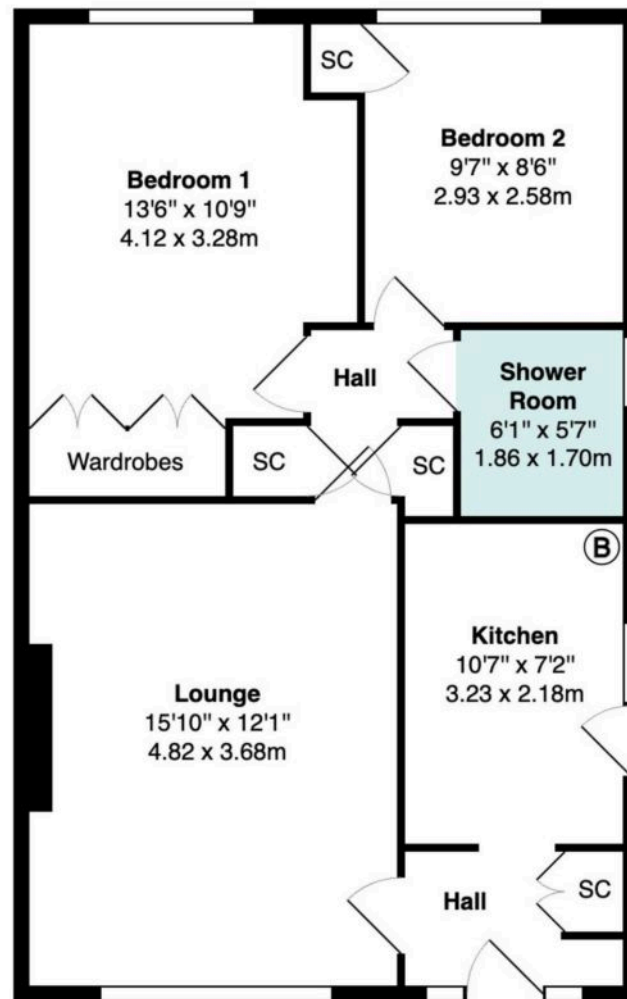 SC
Bedroom 1
13'6" x 10'9"
4.12 x 3.28m
Bedroom 2
9'7" x 8'6"
2.93 x 2.58m
Hall
Shower
Room
6'1" x 5'7"
1.86 x 1.70m
Wardrobes
SC
SC
B
Kitchen
10'7" x 7'2"
3.23 x 2.18m
Lounge
15'10" x 12'1"
4.82 x 3.68m
Hall
SC